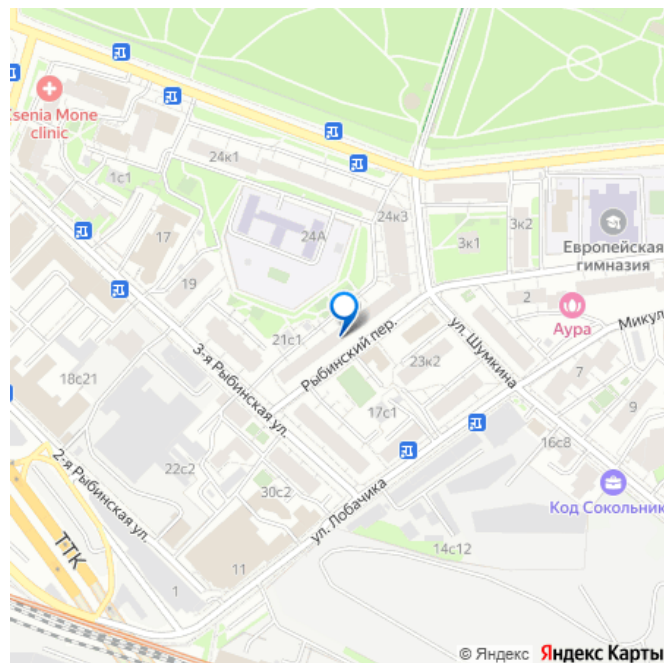 Ksenia Mone
clinic
24к1
1с1
24к3
17
24А
3к2
3к1
Европейская
гимназия
19
2
Аура
21с1
Рыбинский пер.
ул. Шумкина
Микул
3-я Рыбинская ул.
23к2
7
18с21
17с1
9
2-я Рыбинская ул.
22с2
16с8
30с2
Код Сокольник
ул. Лобачика
ТТК
14с12
11
1
© Яндекс Яндекс Карты